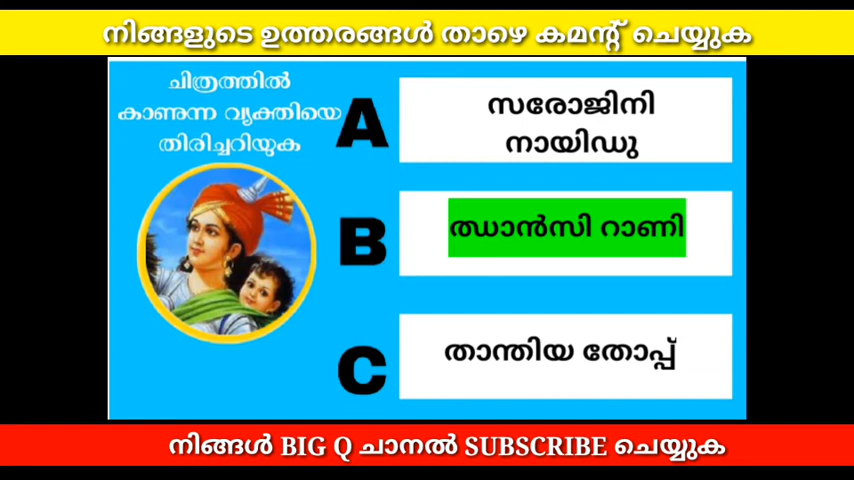 നിങ്ങളുടെ ഉത്തരങ്ങൾ താഴെ കമന്റ് ചെയ്യുക
ചിത്രത്തിൽ
കാണുന്ന വ്യക്തിയെ
തിരിച്ചറിയുക
A
സരോജിനി
നായിഡു
B
ഝാൻസി റാണി
C
താന്തിയ തോപ്പ്
നിങ്ങൾ BIG Q ചാനൽ SUBSCRIBE ചെയ്യുക